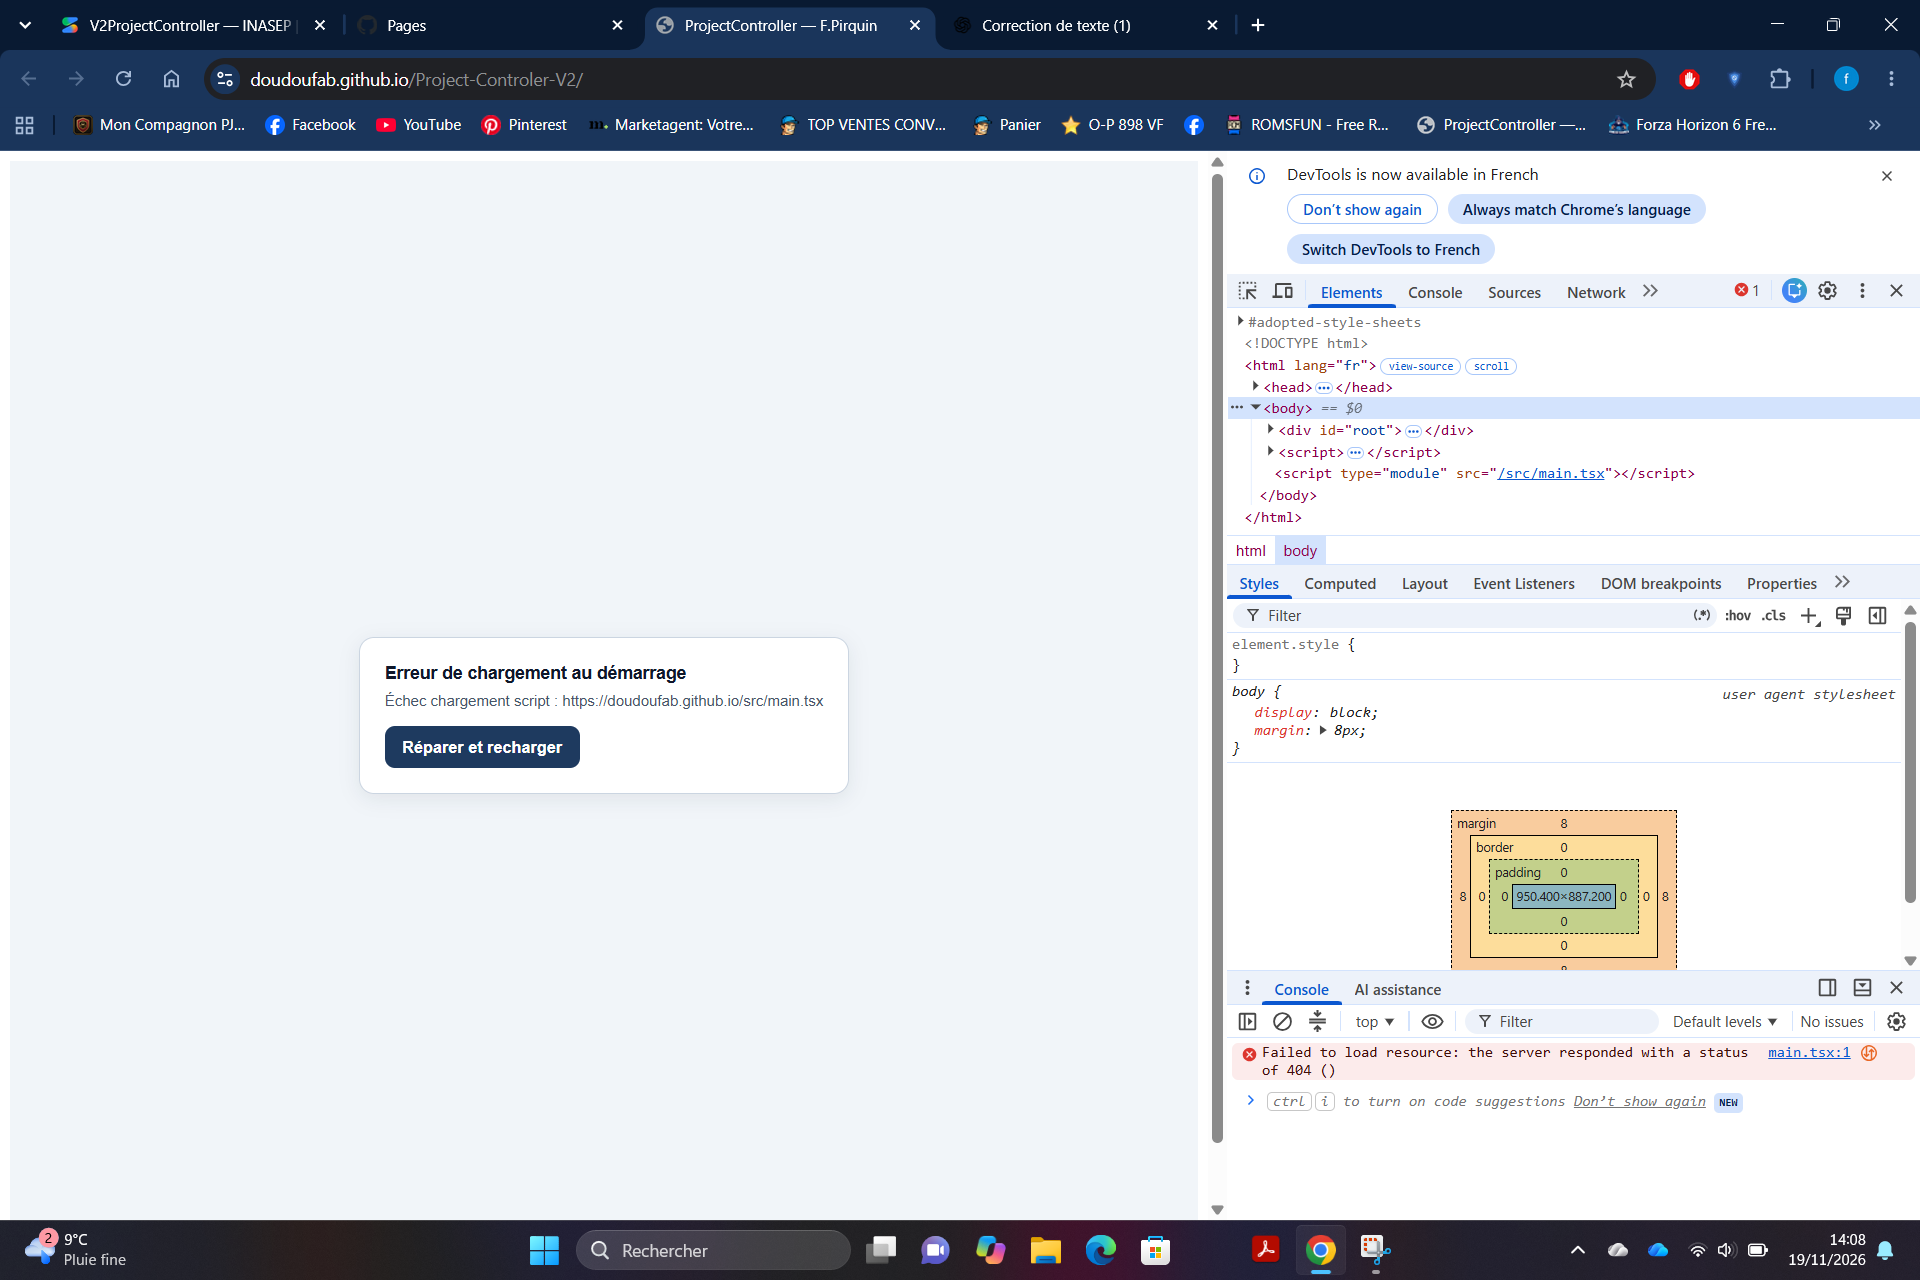 V2ProjectController — INASEP
Pages
ProjectController — F.Pirquin
Correction de texte (1)
doudoufab.github.io/Project-Controler-V2/
f
Mon Compagnon PJ...
Facebook
YouTube
Pinterest
m. Marketagent: Votre...
TOP VENTES CONV...
Panier
O-P 898 VF
ROMSFUN - Free R...
ProjectController —...
Forza Horizon 6 Fre...
»
Erreur de chargement au démarrage
Échec chargement script : https://doudoufab.github.io/src/main.tsx
Réparer et recharger
DevTools is now available in French
Don't show again
Always match Chrome's language
Switch DevTools to French
Elements Console Sources Network 1
#adopted-style-sheets
<!DOCTYPE html>
<html lang="fr"> view-source scroll
<head> ••• </head>
••• <body> == $0
<div id="root"> ••• </div>
<script> ••• </script>
<script type="module" src="/src/main.tsx"></script>
</body>
</html>
html body
Styles Computed Layout Event Listeners DOM breakpoints Properties
Filter (.*) :hov .cls
element.style {
}
body { user agent stylesheet
display: block;
margin: 8px;
}
margin 8
border 0
padding 0
8 0 0 950.400×887.200 0 0 8
0
0
8
Console AI assistance
top Filter Default levels No issues
Failed to load resource: the server responded with a status main.tsx:1
of 404 ()
ctrl i to turn on code suggestions Don't show again NEW
2 9°C
Pluie fine
Rechercher
14:08
19/11/2026